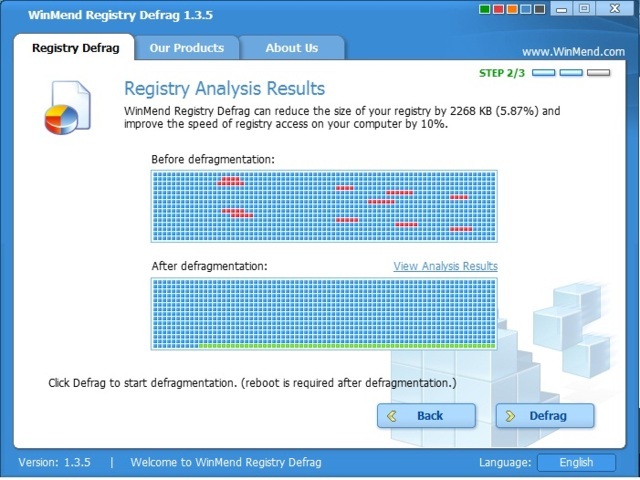 WinMend Registry Defrag 1.3.5
Registry Defrag
Our Products
About Us
www.WinMend.com
STEP 2/3
Registry Analysis Results
WinMend Registry Defrag can reduce the size of your registry by 2268 KB (5.87%) and
improve the speed of registry access on your computer by 10%.
Before defragmentation:
After defragmentation:
View Analysis Results
Click Defrag to start defragmentation. (reboot is required after defragmentation.)
Back
Defrag
Version: 1.3.5 | Welcome to WinMend Registry Defrag
Language: English